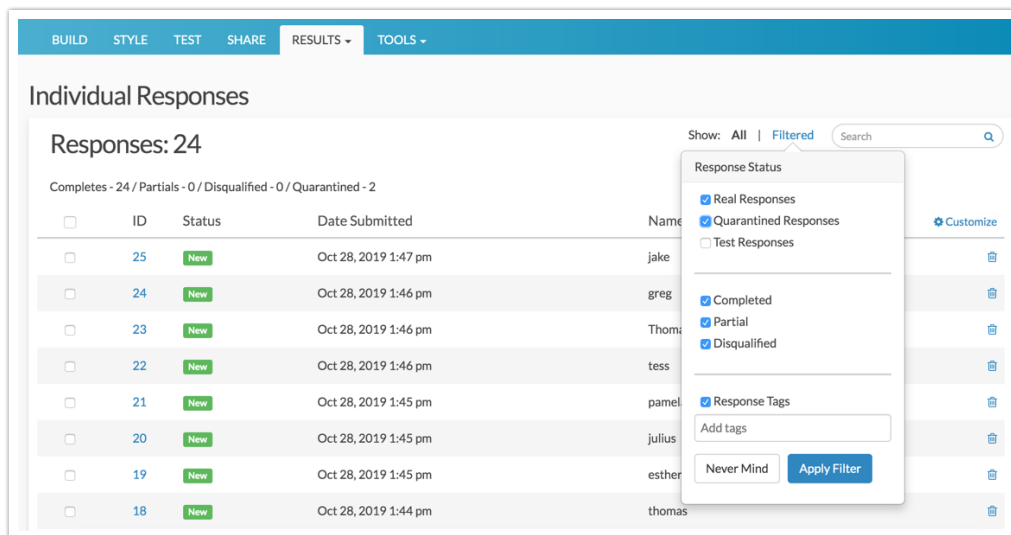 BUILD STYLE TEST SHARE RESULTS TOOLS
Individual Responses
Responses: 24
Show: All | Filtered
Search
Completes - 24 / Partials - 0 / Disqualified - 0 / Quarantined - 2
ID Status Date Submitted Name Customize
25 New Oct 28, 2019 1:47 pm jake
24 New Oct 28, 2019 1:46 pm greg
23 New Oct 28, 2019 1:46 pm Thoma
22 New Oct 28, 2019 1:46 pm tess
21 New Oct 28, 2019 1:45 pm pamel
20 New Oct 28, 2019 1:45 pm julius
19 New Oct 28, 2019 1:45 pm esther
18 New Oct 28, 2019 1:44 pm thomas
Response Status
Real Responses
Quarantined Responses
Test Responses
Completed
Partial
Disqualified
Response Tags
Add tags
Never Mind Apply Filter